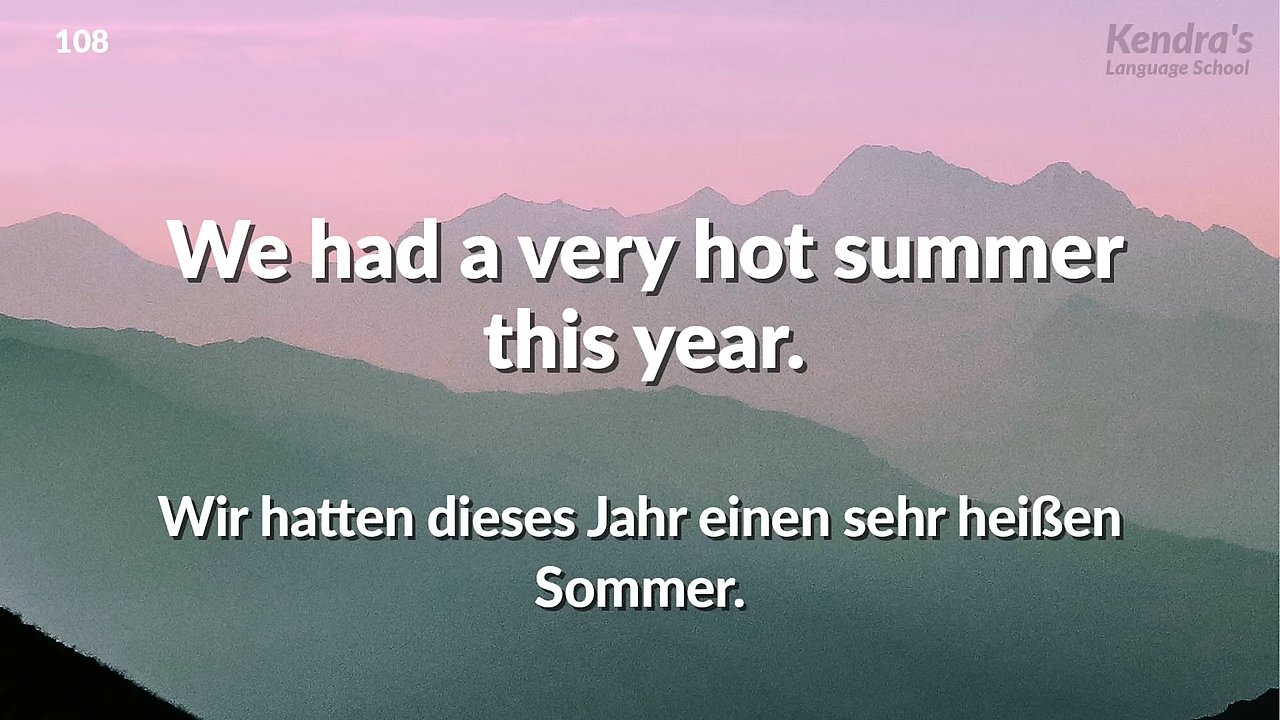 108
Kendra's
Language School
We had a very hot summer
this year.
Wir hatten dieses Jahr einen sehr heißen
Sommer.